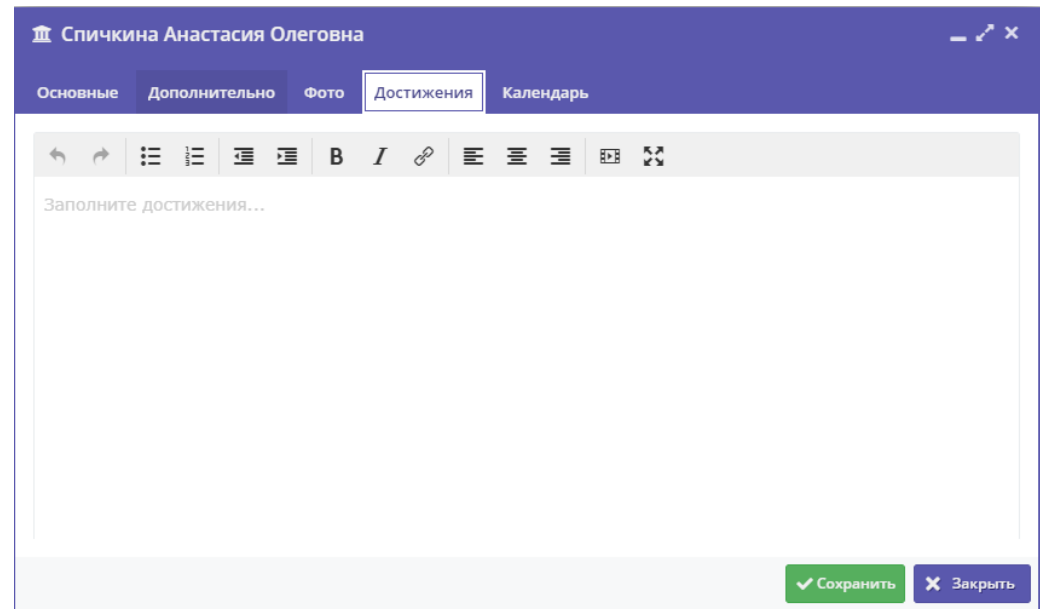 Спичкина Анастасия Олеговна
Основные Дополнительно Фото Достижения Календарь
B I
Заполните достижения...
Сохранить Закрыть